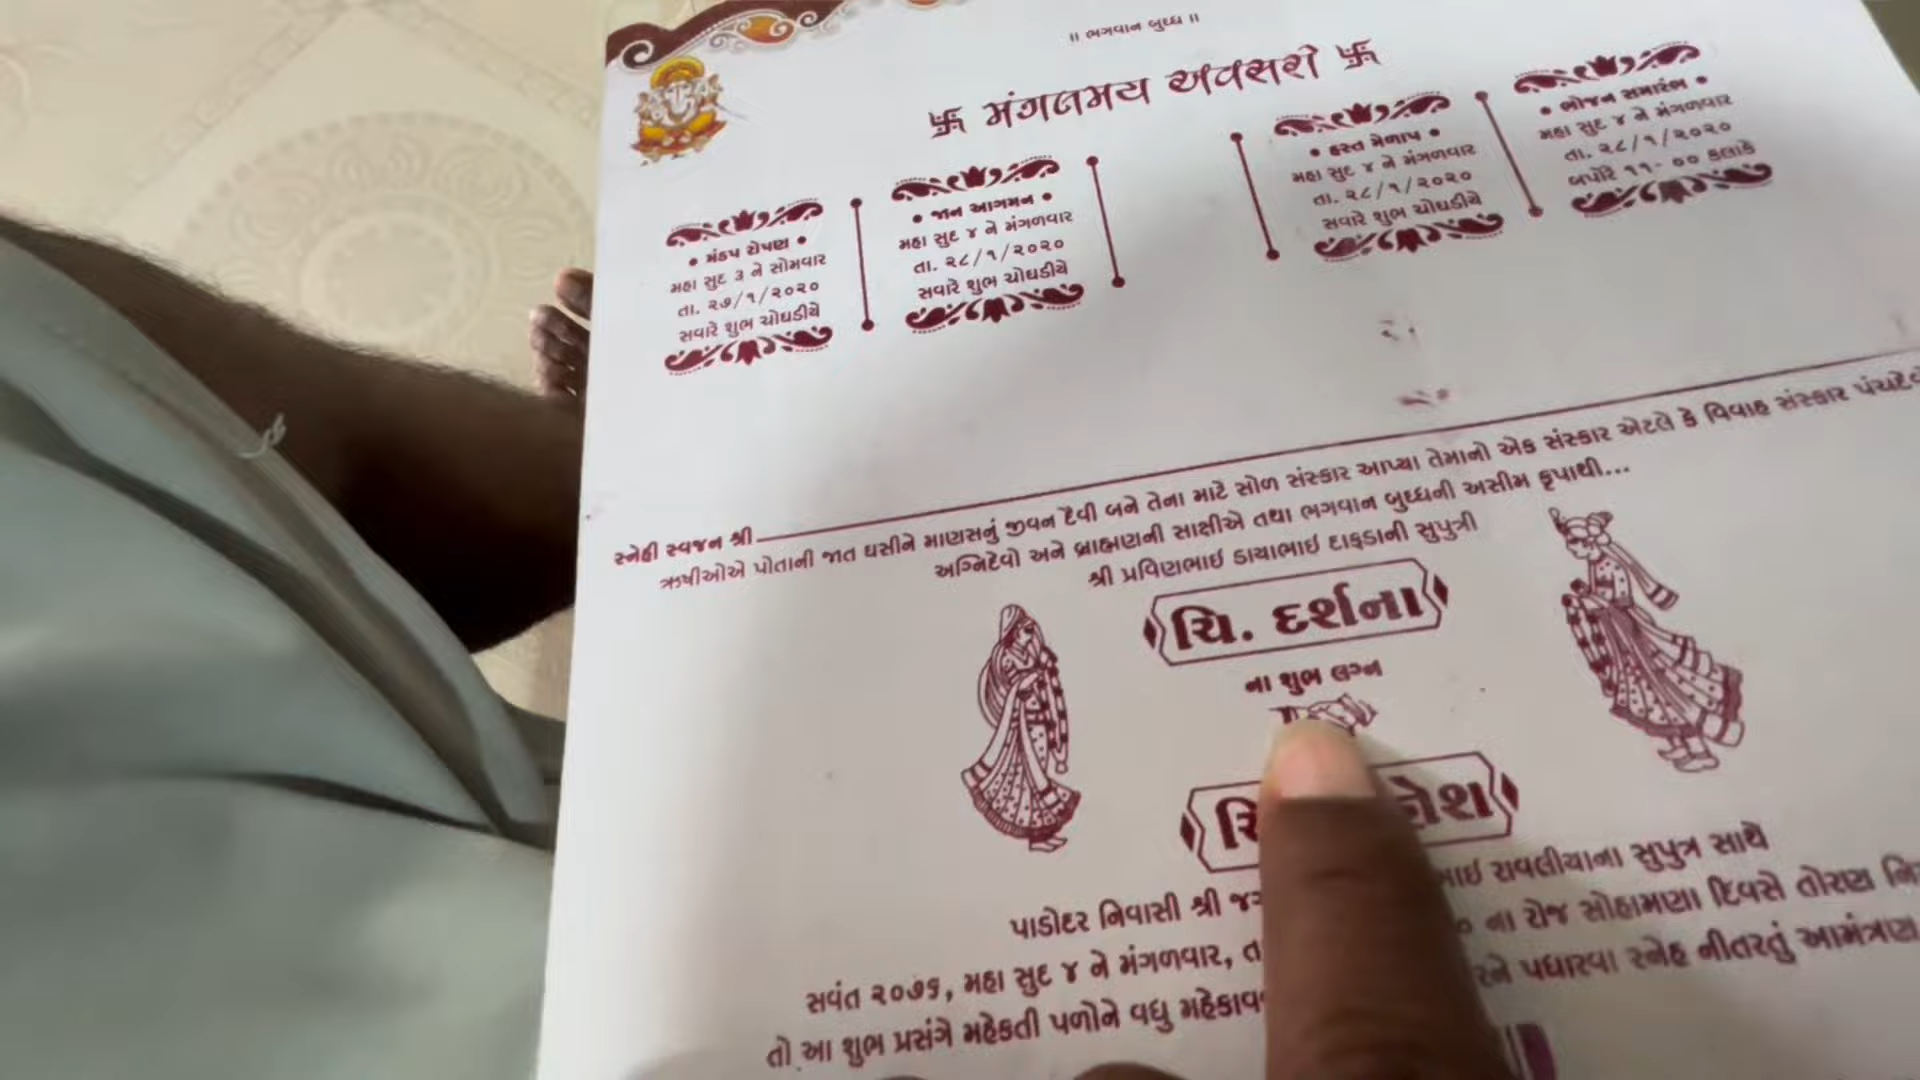 ॥ ભગવાન બુધ્ધ ॥
卐 મંગલમય અવસરો 卐
• મંડપ રોપણ •
મહા સુદ ૩ ને સોમવાર
તા. ૨૭/૧/૨૦૨૦
સવારે શુભ ચોઘડીયે
• જાન આગમન •
મહા સુદ ૪ ને મંગળવાર
તા. ૨૮/૧/૨૦૨૦
સવારે શુભ ચોઘડીયે
• હસ્ત મેળાપ •
મહા સુદ ૪ ને મંગળવાર
તા. ૨૮/૧/૨૦૨૦
સવારે શુભ ચોઘડીયે
• ભોજન સમારંભ •
મહા સુદ ૪ ને મંગળવાર
તા. ૨૮/૧/૨૦૨૦
બપોરે ૧૧-૦૦ કલાકે
સ્નેહી સ્વજન શ્રી
ઋષીઓએ પોતાની જાત ઘસીને માણસનું જીવન દૈવી બને તેના માટે સોળ સંસ્કાર આપ્યા તેમાનો એક સંસ્કાર એટલે કે વિવાહ સંસ્કાર
અગ્નિદેવો અને બ્રાહ્મણની સાક્ષીએ તથા ભગવાન બુધ્ધની અસીમ કૃપાથી...
શ્રી પ્રવિણભાઇ ડાયાભાઇ દાફડાની સુપુત્રી
ચિ. દર્શના
ના શુભ લગ્ન
પાડોદર નિવાસી શ્રી રાવલીયાના સુપુત્ર સાથે
સવંત ૨૦૭૬, મહા સુદ ૪ ને મંગળવાર, ના રોજ સોહામણા દિવસે તોરણ
તો આ શુભ પ્રસંગે મહેકતી પળોને વધુ પધારવા સ્નેહ નીતરતું આમંત્રણ